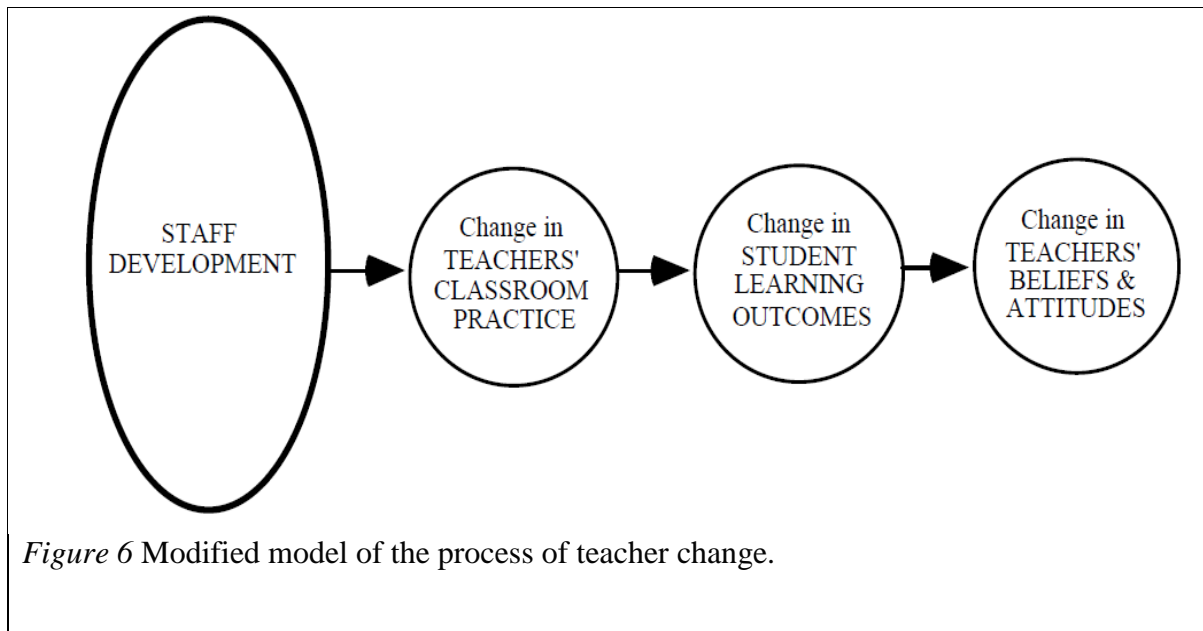 STAFF
DEVELOPMENT
Change in
TEACHERS'
CLASSROOM
PRACTICE
Change in
STUDENT
LEARNING
OUTCOMES
Change in
TEACHERS'
BELIEFS &
ATTITUDES
Figure 6 Modified model of the process of teacher change.